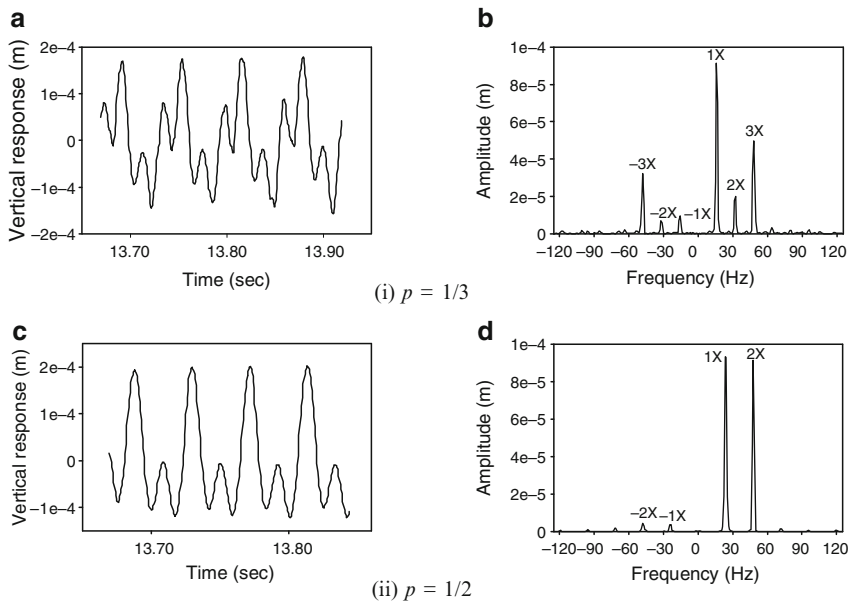 a
Vertical response (m)
2e–4
1e–4
0
–1e–4
–2e–4
13.70
13.80
13.90
Time (sec)
b
Amplitude (m)
1e–4
8e–5
6e–5
4e–5
2e–5
0
–3X
–2X
–1X
1X
2X
3X
–120
–90
–60
–30
0
30
60
90
120
Frequency (Hz)
(i) p = 1/3
c
Vertical response (m)
2e–4
1e–4
0
–1e–4
13.70
13.80
Time (sec)
d
Amplitude (m)
1e–4
8e–5
6e–5
4e–5
2e–5
0
–2X
–1X
1X
2X
–120
–90
–60
–30
0
30
60
90
120
Frequency (Hz)
(ii) p = 1/2